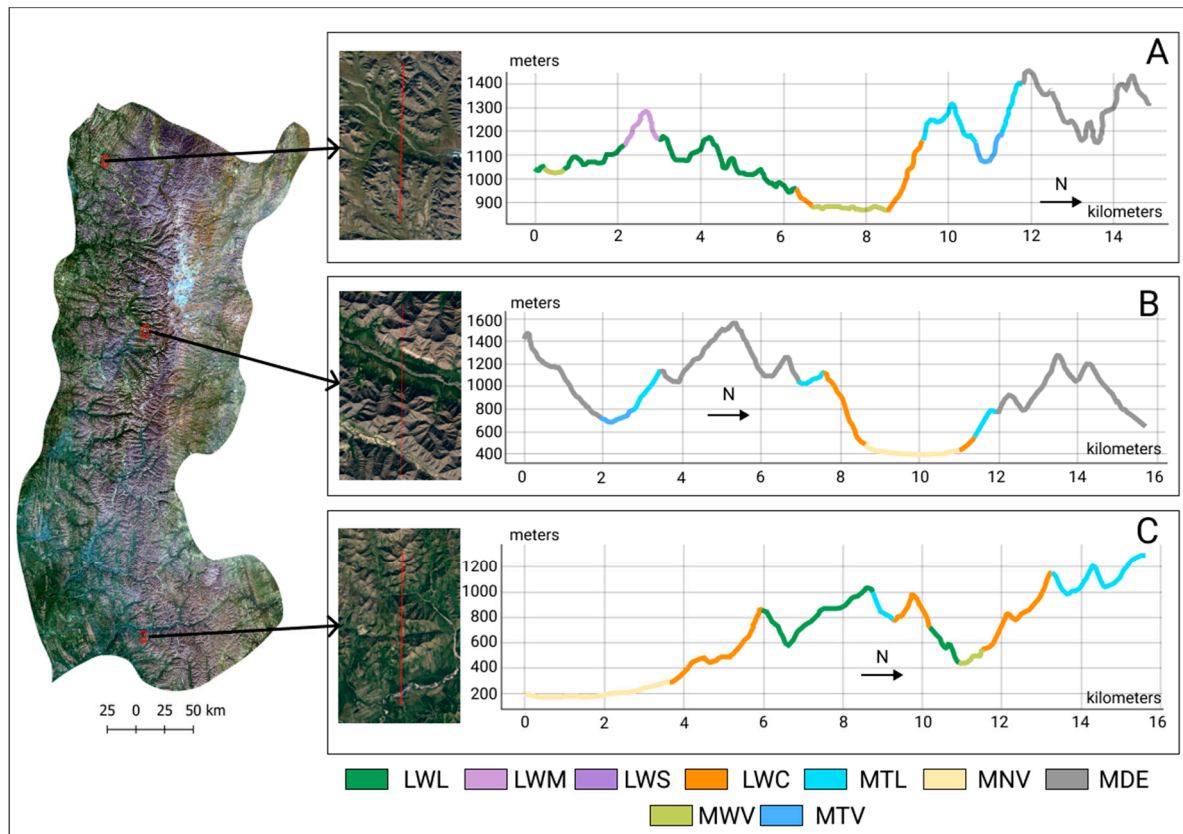 A
meters
1400
1300
1200
1100
1000
900
N
kilometers
0 2 4 6 8 10 12 14
B
meters
1600
1400
1200
1000
800
600
400
N
kilometers
0 2 4 6 8 10 12 14 16
C
meters
1200
1000
800
600
400
200
N
kilometers
0 2 4 6 8 10 12 14 16
25 0 25 50 km
LWL LWM LWS LWC MTL MNV MDE
MWV MTV